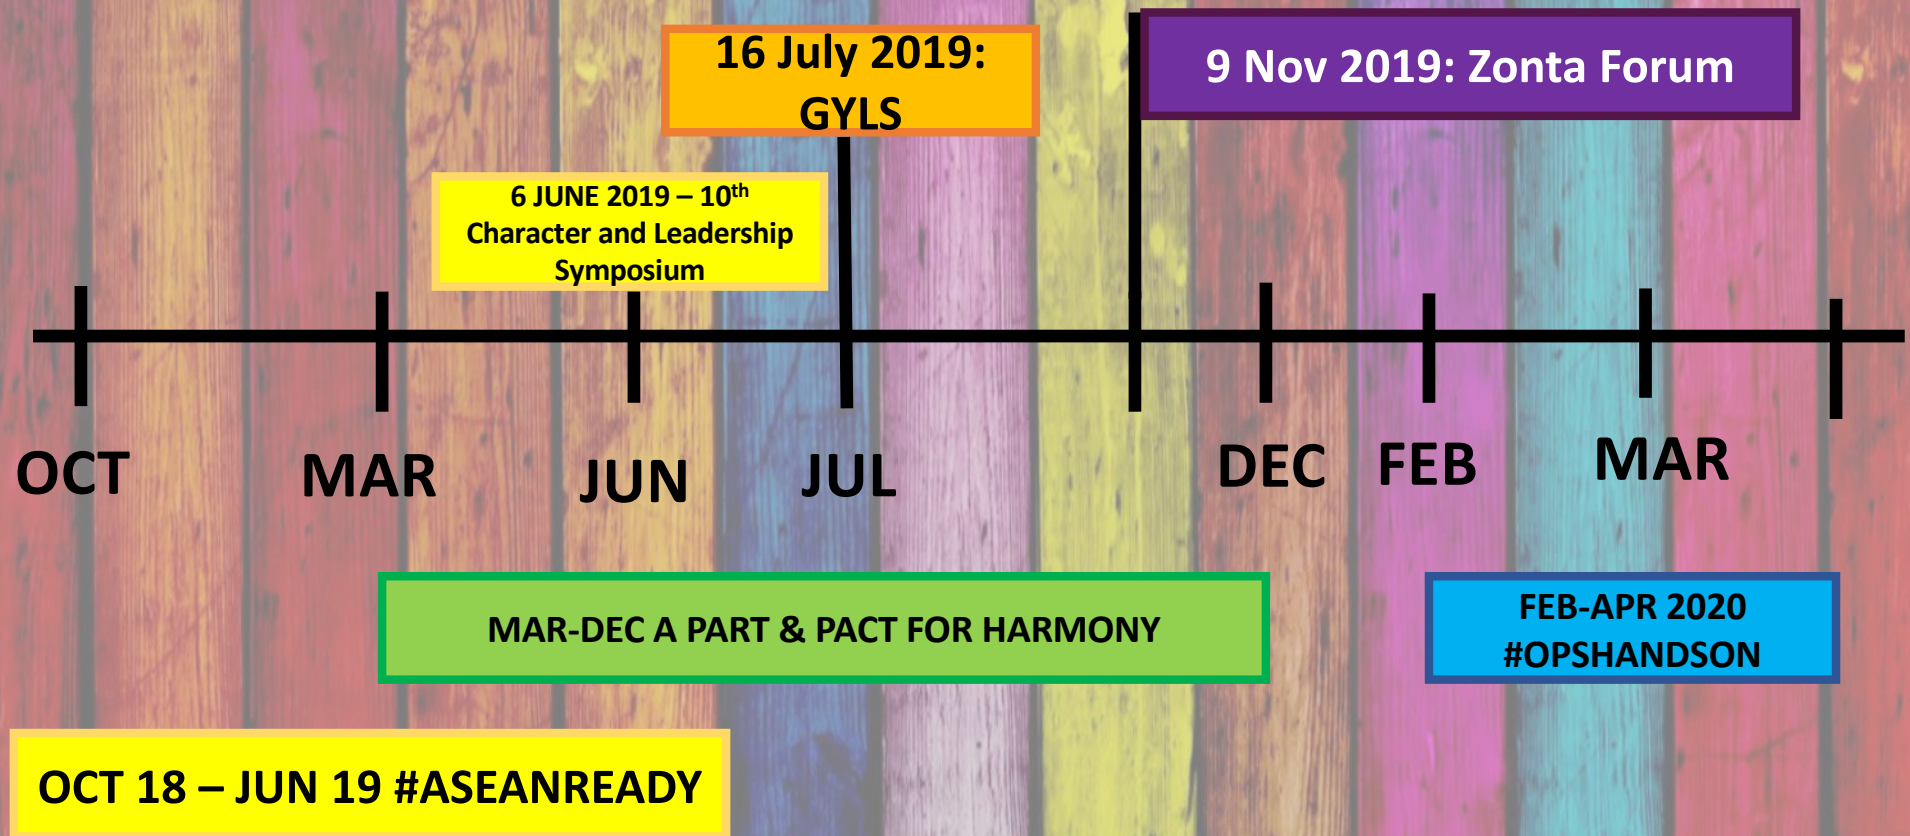 16 July 2019:
GYLS
9 Nov 2019: Zonta Forum
6 JUNE 2019 – 10th
Character and Leadership
Symposium
OCT
MAR
JUN
JUL
DEC
FEB
MAR
MAR-DEC A PART & PACT FOR HARMONY
FEB-APR 2020
#OPSHANDSON
OCT 18 – JUN 19 #ASEANREADY